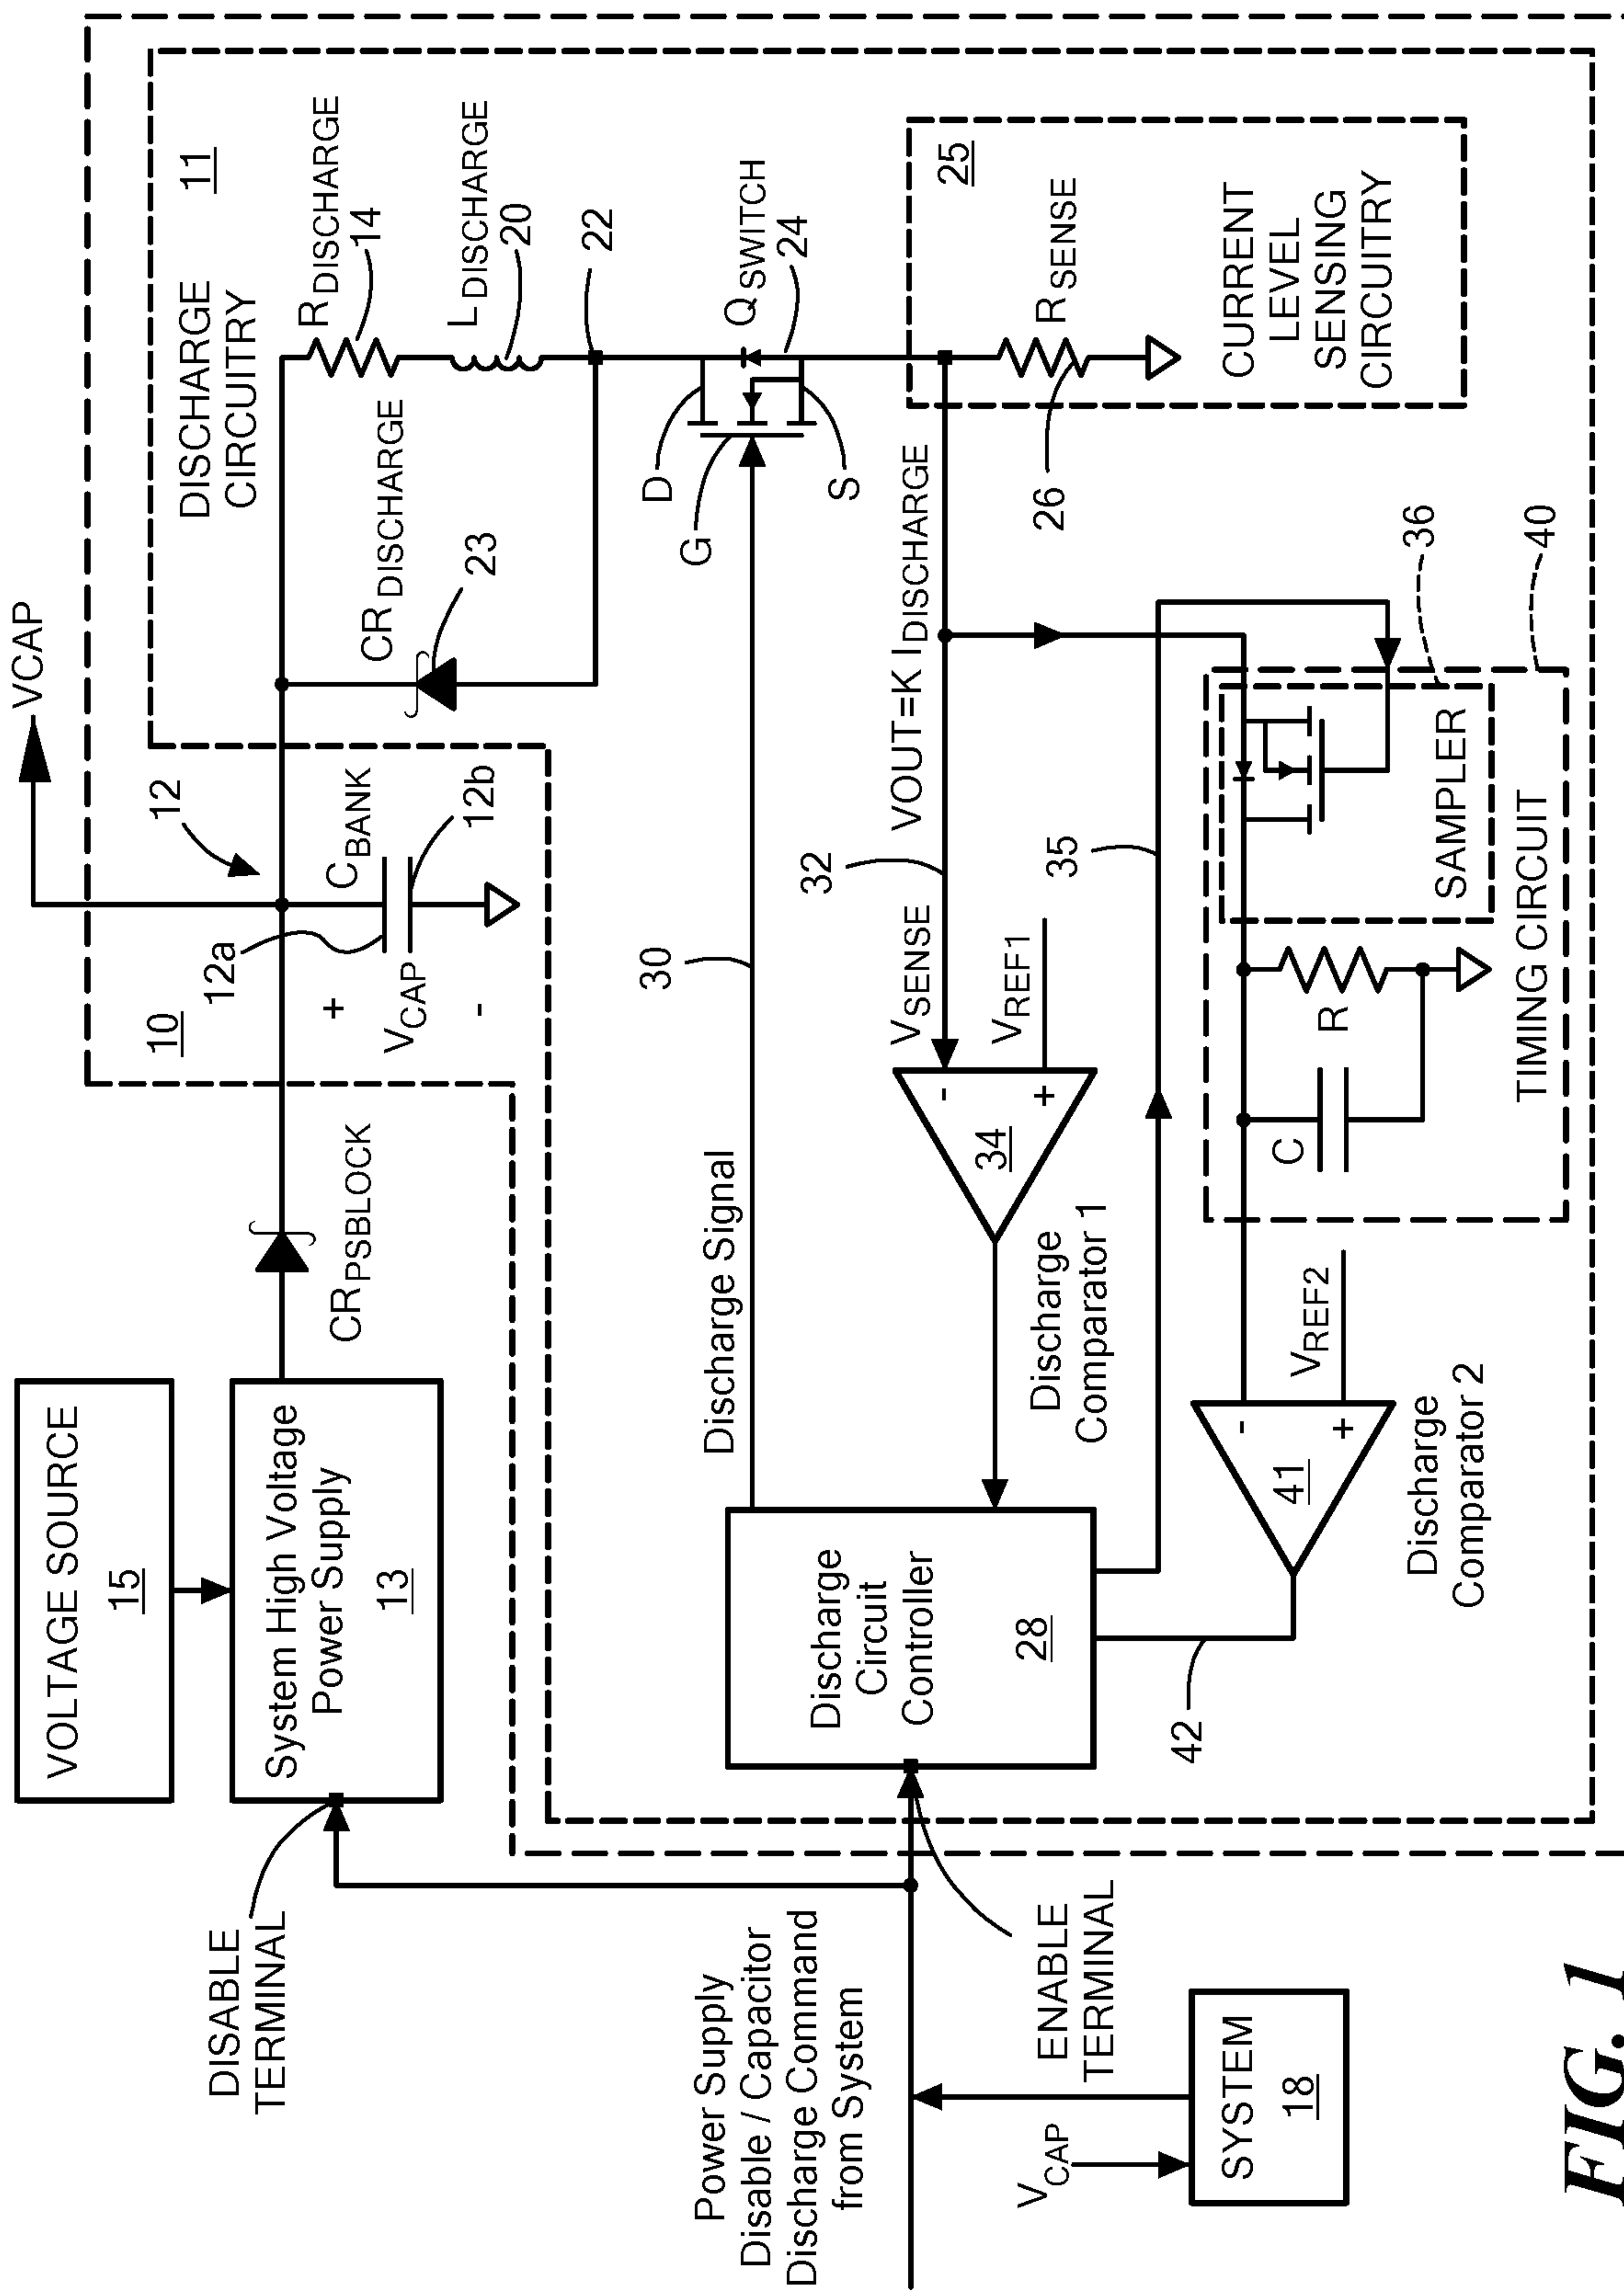 VOLTAGE SOURCE
15
System High Voltage
Power Supply
13
DISABLE
TERMINAL
CRPSBLOCK
VCAP
10
12
12a
12b
CBANK
+
VCAP
-
DISCHARGE
CIRCUITRY
11
RDISCHARGE
14
LDISCHARGE
20
22
CRDISCHARGE
23
QSWITCH
24
D
G
S
25
RSENSE
26
CURRENT
LEVEL
SENSING
CIRCUITRY
Discharge Signal
30
VOUT=K IDISCHARGE
32
VSENSE
VREF1
-
+
34
Discharge
Comparator 1
35
36
40
SAMPLER
TIMING CIRCUIT
R
C
VREF2
-
+
41
Discharge
Comparator 2
42
Discharge
Circuit
Controller
28
Power Supply
Disable / Capacitor
Discharge Command
from System
ENABLE
TERMINAL
VCAP
SYSTEM
18
FIG. 1